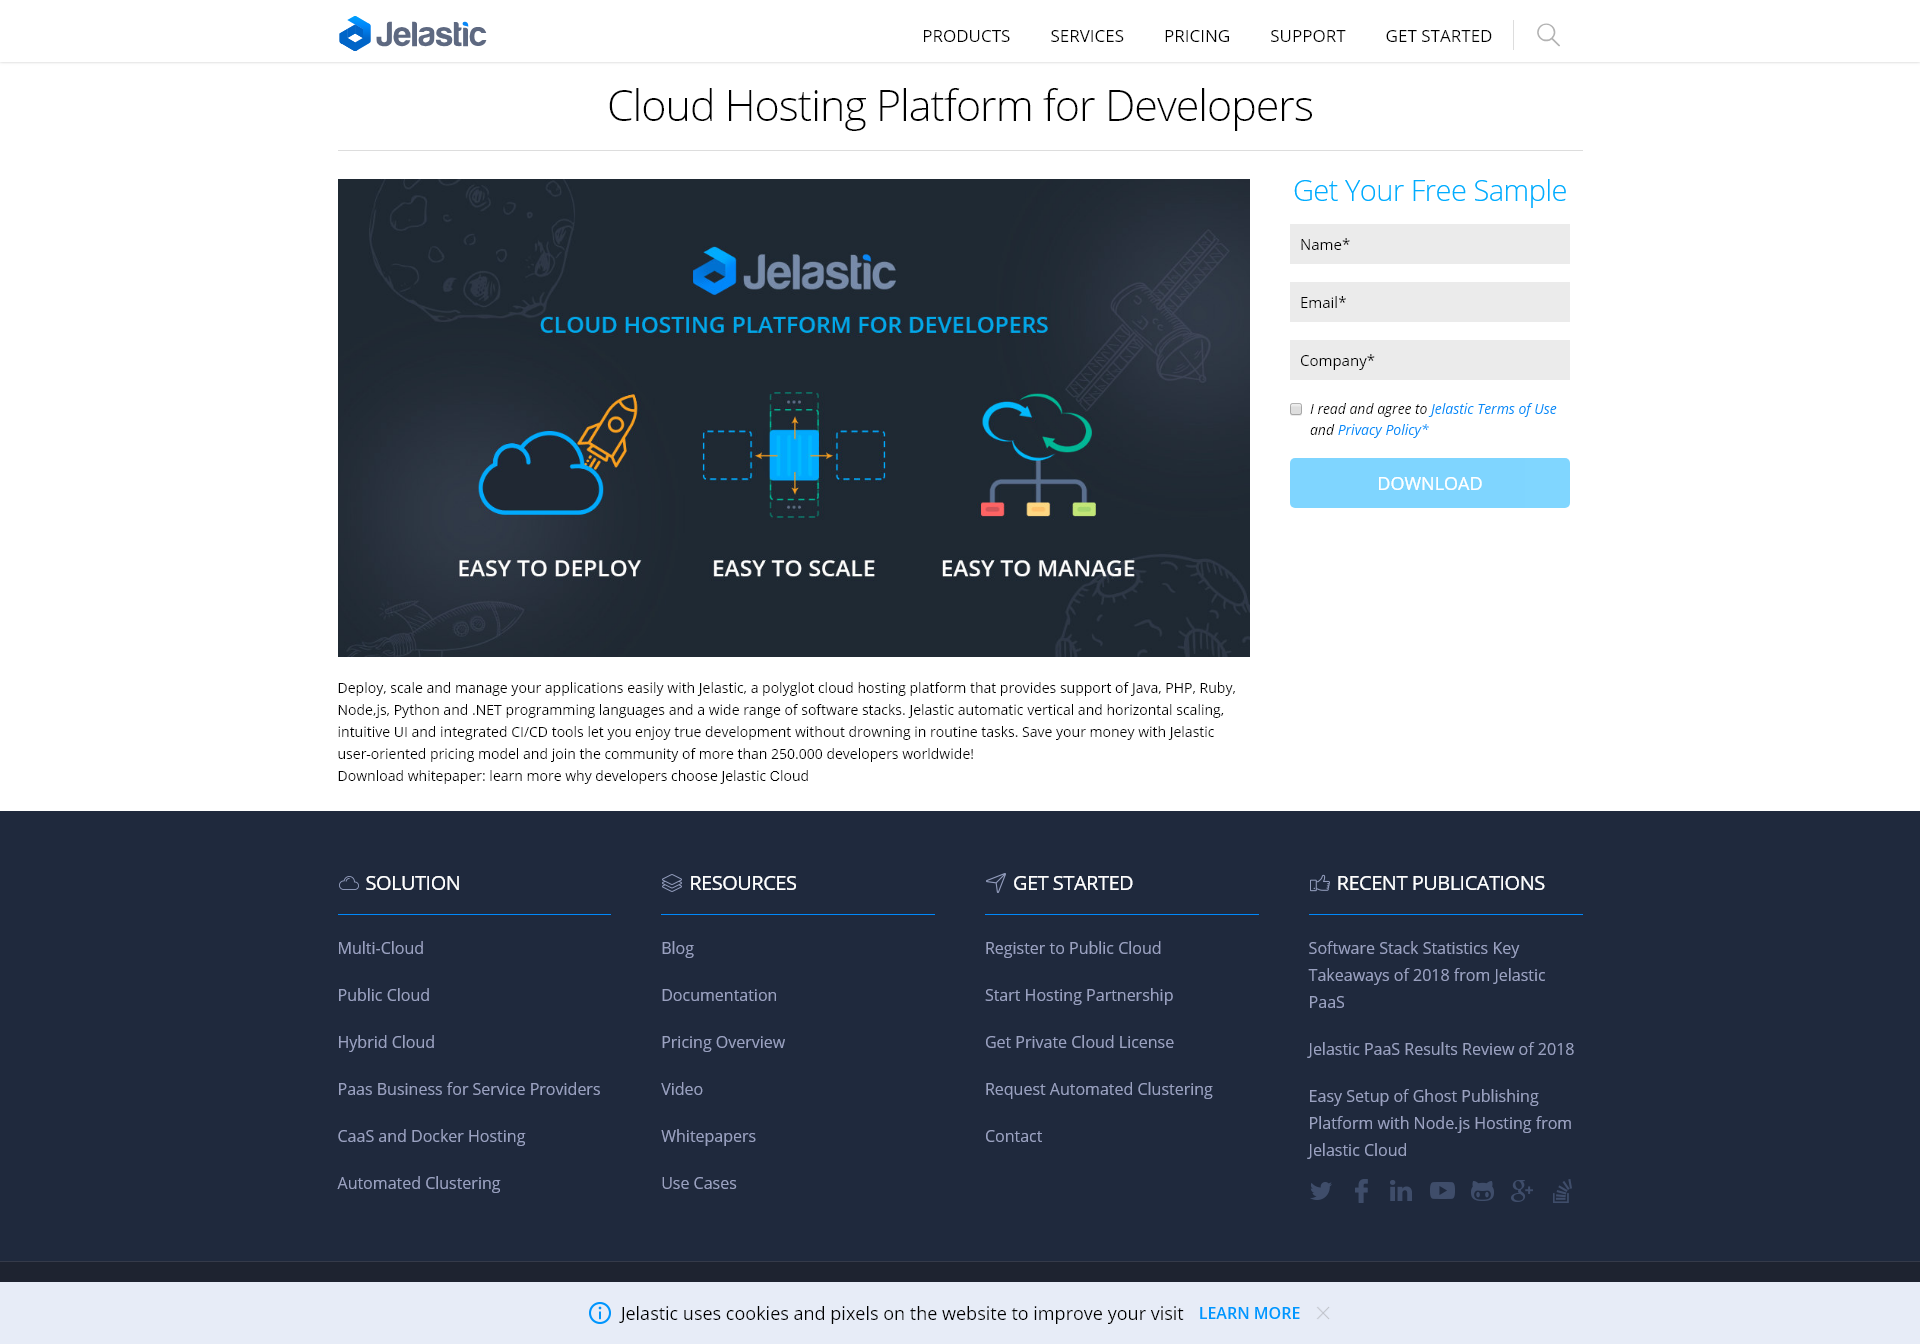 Jelastic
PRODUCTS
SERVICES
PRICING
SUPPORT
GET STARTED
Cloud Hosting Platform for Developers
Jelastic
CLOUD HOSTING PLATFORM FOR DEVELOPERS
EASY TO DEPLOY
EASY TO SCALE
EASY TO MANAGE
Get Your Free Sample
Name*
Email*
Company*
I read and agree to Jelastic Terms of Use
and Privacy Policy*
DOWNLOAD
Deploy, scale and manage your applications easily with Jelastic, a polyglot cloud hosting platform that provides support of Java, PHP, Ruby,
Node,js, Python and .NET programming languages and a wide range of software stacks. Jelastic automatic vertical and horizontal scaling,
intuitive UI and integrated CI/CD tools let you enjoy true development without drowning in routine tasks. Save your money with Jelastic
user-oriented pricing model and join the community of more than 250.000 developers worldwide!
Download whitepaper: learn more why developers choose Jelastic Cloud
SOLUTION
Multi-Cloud
Public Cloud
Hybrid Cloud
Paas Business for Service Providers
CaaS and Docker Hosting
Automated Clustering
RESOURCES
Blog
Documentation
Pricing Overview
Video
Whitepapers
Use Cases
GET STARTED
Register to Public Cloud
Start Hosting Partnership
Get Private Cloud License
Request Automated Clustering
Contact
RECENT PUBLICATIONS
Software Stack Statistics Key
Takeaways of 2018 from Jelastic
PaaS
Jelastic PaaS Results Review of 2018
Easy Setup of Ghost Publishing
Platform with Node.js Hosting from
Jelastic Cloud
Jelastic uses cookies and pixels on the website to improve your visit
LEARN MORE